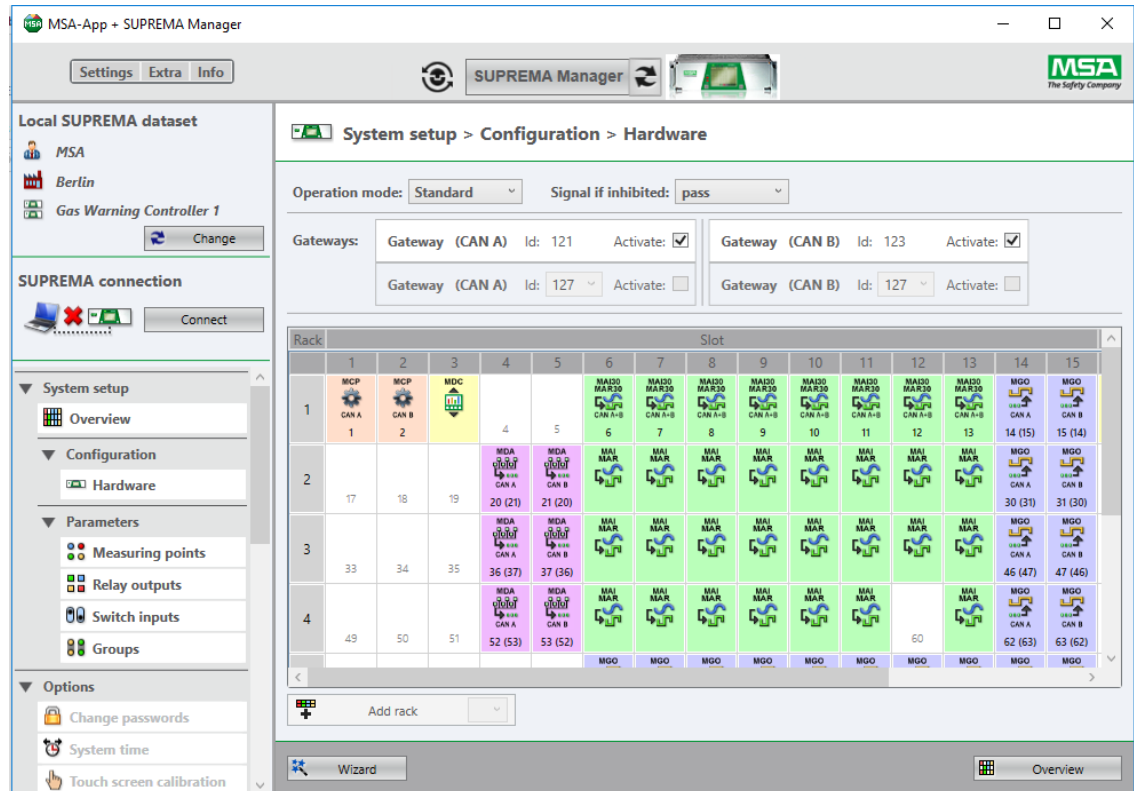 MSA-App + SUPREMA Manager
Settings Extra Info
SUPREMA Manager
MSA
The Safety Company
Local SUPREMA dataset
MSA
Berlin
Gas Warning Controller 1
Change
SUPREMA connection
Connect
System setup
Overview
Configuration
Hardware
Parameters
Measuring points
Relay outputs
Switch inputs
Groups
Options
Change passwords
System time
Touch screen calibration
System setup > Configuration > Hardware
Operation mode: Standard Signal if inhibited: pass
Gateways: Gateway (CAN A) Id: 121 Activate: Gateway (CAN B) Id: 123 Activate:
Gateway (CAN A) Id: 127 Activate: Gateway (CAN B) Id: 127 Activate:
Rack Slot
1 2 3 4 5 6 7 8 9 10 11 12 13 14 15
MCP MCP MDC MAI30 MAI30 MAI30 MAI30 MAI30 MAI30 MAI30 MAI30 MGO MGO
MAR30 MAR30 MAR30 MAR30 MAR30 MAR30 MAR30 MAR30
1
CAN A CAN B CAN A+B CAN A+B CAN A+B CAN A+B CAN A+B CAN A+B CAN A+B CAN A+B CAN A CAN B
1 2 4 5 6 7 8 9 10 11 12 13 14 (15) 15 (14)
MDA MDA MAI MAI MAI MAI MAI MAI MAI MAI MGO MGO
MAR MAR MAR MAR MAR MAR MAR MAR
2
CAN A CAN B CAN A CAN B
17 18 19 20 (21) 21 (20) 30 (31) 31 (30)
MDA MDA MAI MAI MAI MAI MAI MAI MAI MAI MGO MGO
MAR MAR MAR MAR MAR MAR MAR MAR
3
CAN A CAN B CAN A CAN B
33 34 35 36 (37) 37 (36) 46 (47) 47 (46)
MDA MDA MAI MAI MAI MAI MAI MAI MAI MGO MGO
MAR MAR MAR MAR MAR MAR MAR
4
CAN A CAN B CAN A CAN B
49 50 51 52 (53) 53 (52) 60 62 (63) 63 (62)
MGO MGO MGO MGO MGO MGO MGO MGO MGO MGO
Add rack
Wizard
Overview